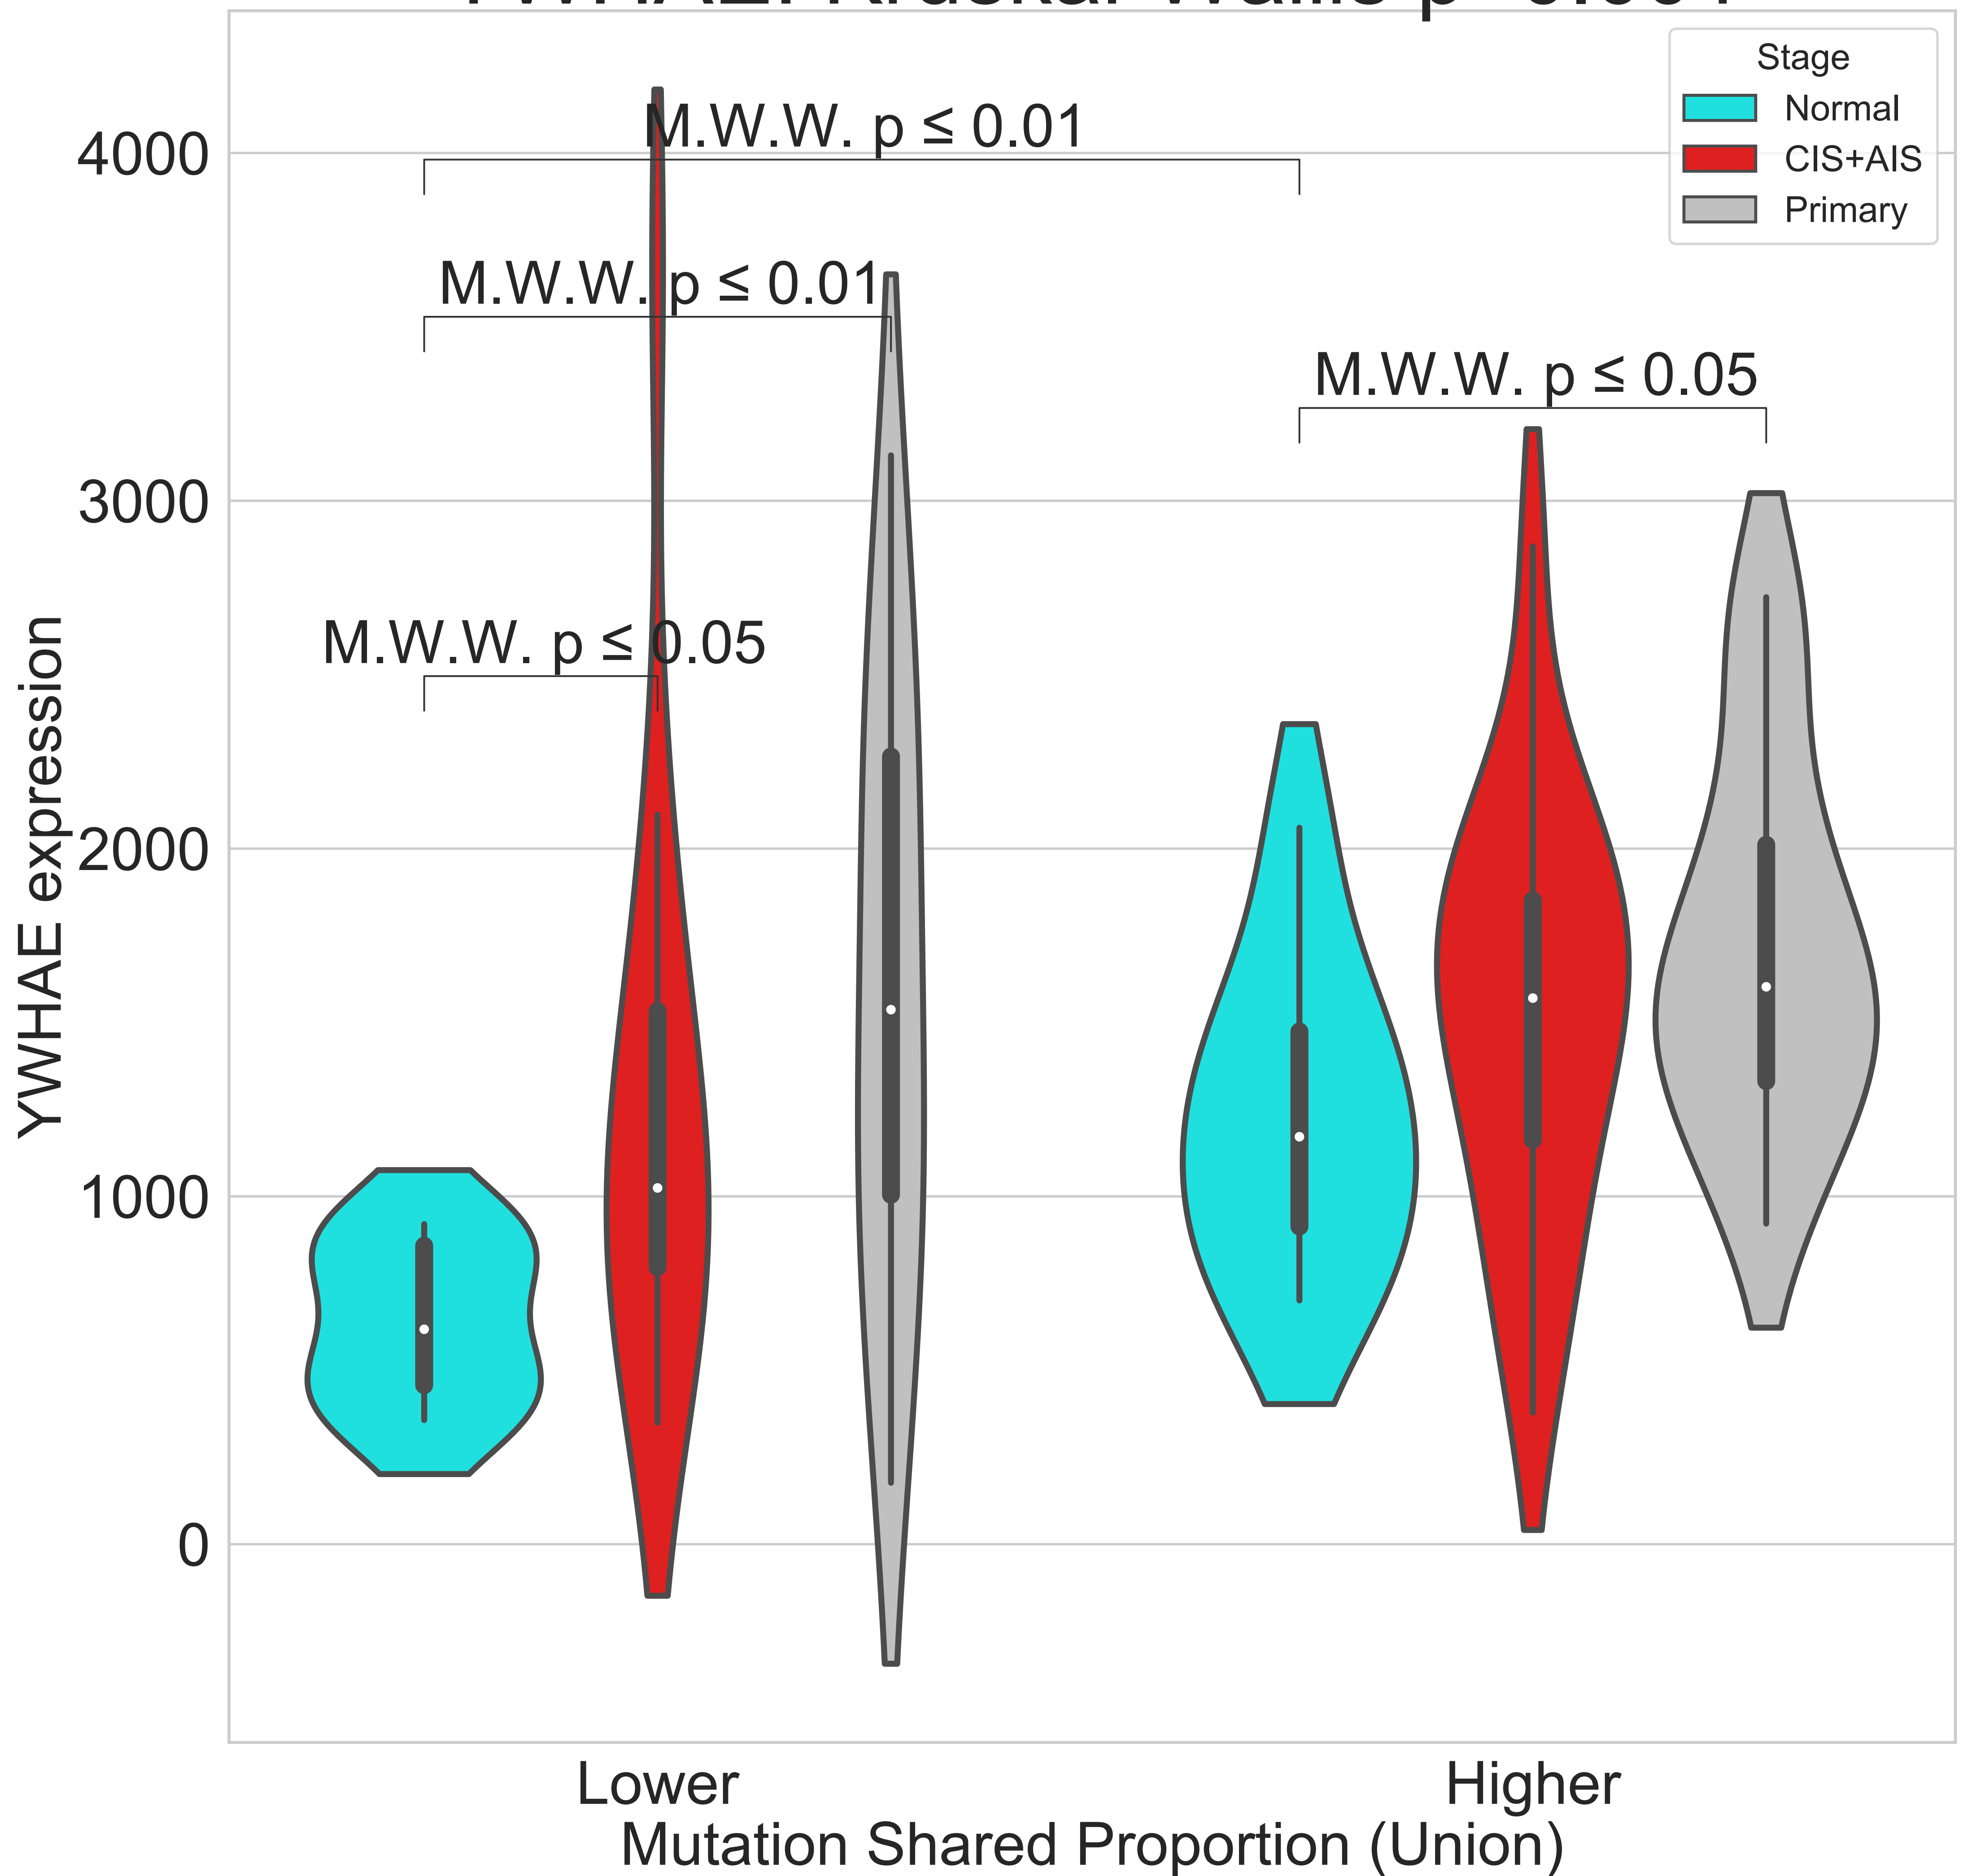 Stage
Normal
CIS+AIS
Primary
M.W.W. p ≤ 0.01
M.W.W. p ≤ 0.01
M.W.W. p ≤ 0.05
M.W.W. p ≤ 0.05
4000
3000
2000
1000
0
YWHAE expression
Lower
Higher
Mutation Shared Proportion (Union)